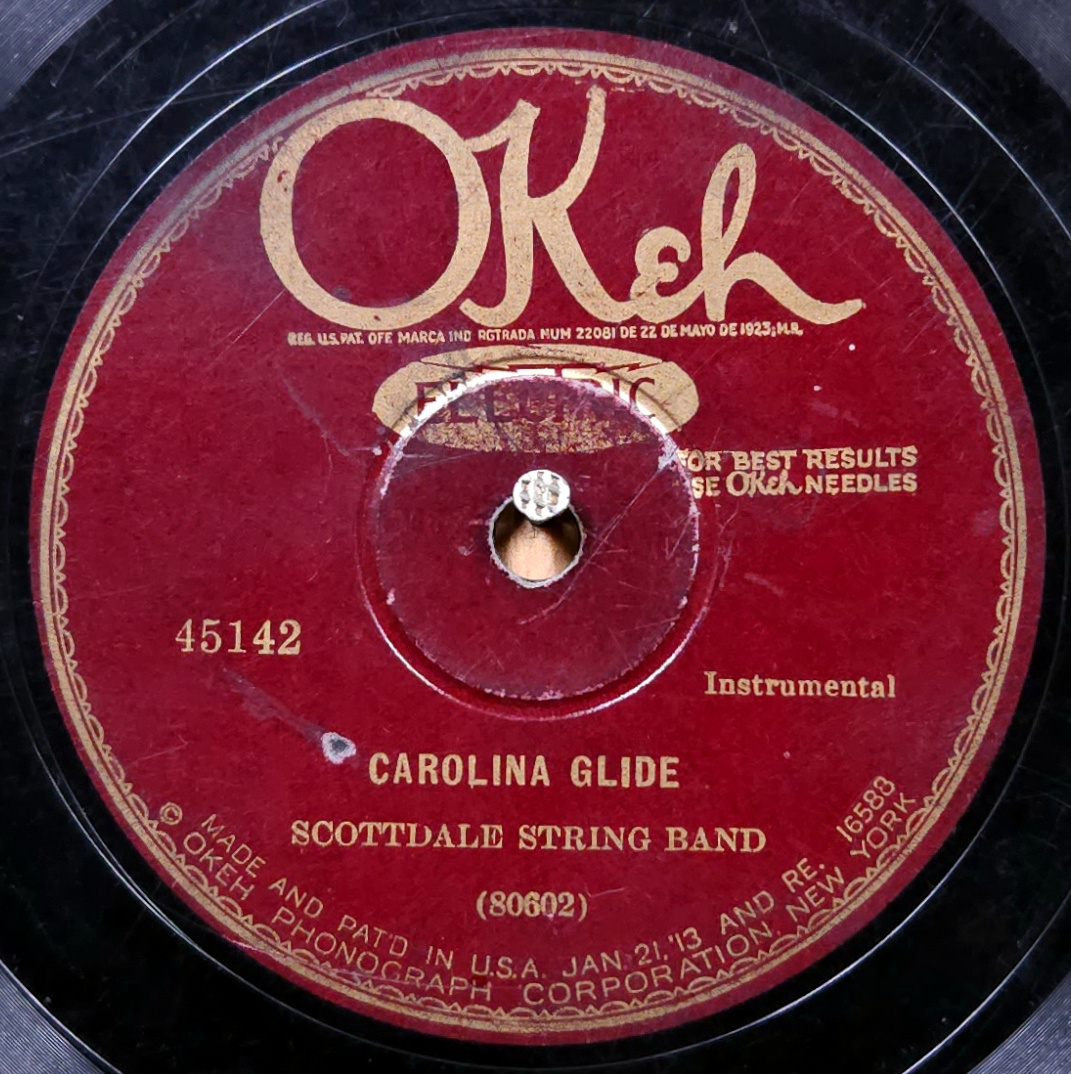 OKeh
REG. U.S. PAT. OFF MARCA IND RGTRADA NUM 22081 DE 22 DE MAYO DE 1923; M.R.
ELECTRIC
FOR BEST RESULTS
USE OKeh NEEDLES
45142
Instrumental
CAROLINA GLIDE
SCOTTDALE STRING BAND
(80602)
MADE AND PAT'D IN U.S.A. JAN. 21, '13 AND RE. 16588
© OKEH PHONOGRAPH CORPORATION. NEW YORK